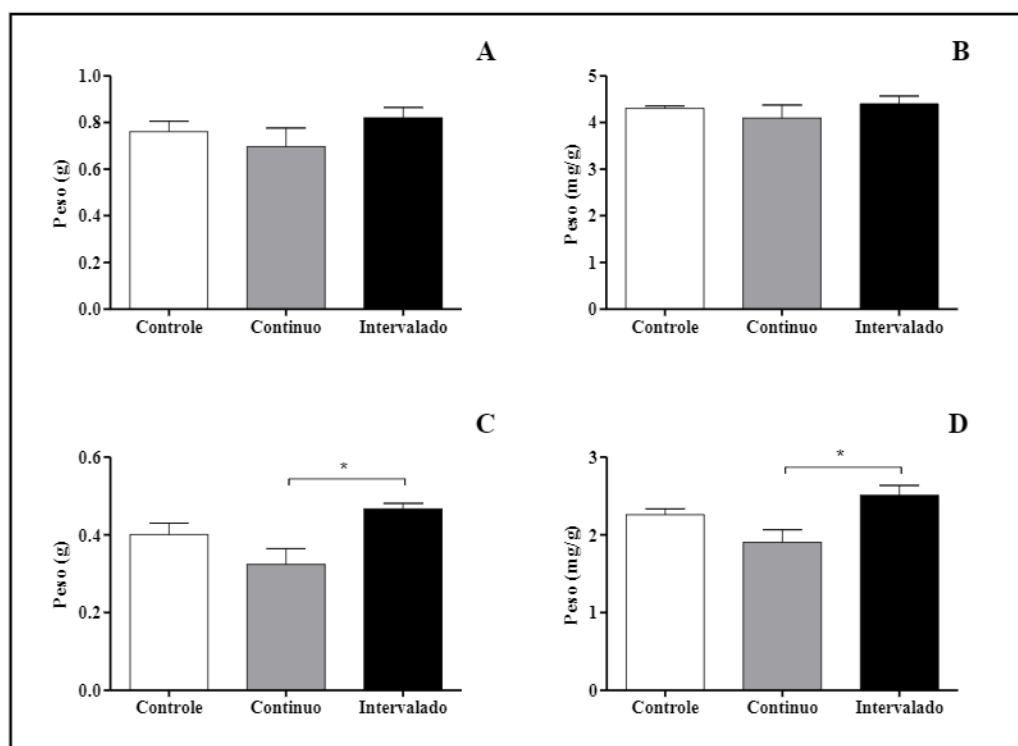 A
Peso (g)
1.0
0.8
0.6
0.4
0.2
0.0
Controle Continuo Intervalado
B
Peso (mg/g)
5
4
3
2
1
0
Controle Continuo Intervalado
C
Peso (g)
0.6
0.4
0.2
0.0
*
Controle Continuo Intervalado
D
Peso (mg/g)
3
2
1
0
*
Controle Continuo Intervalado